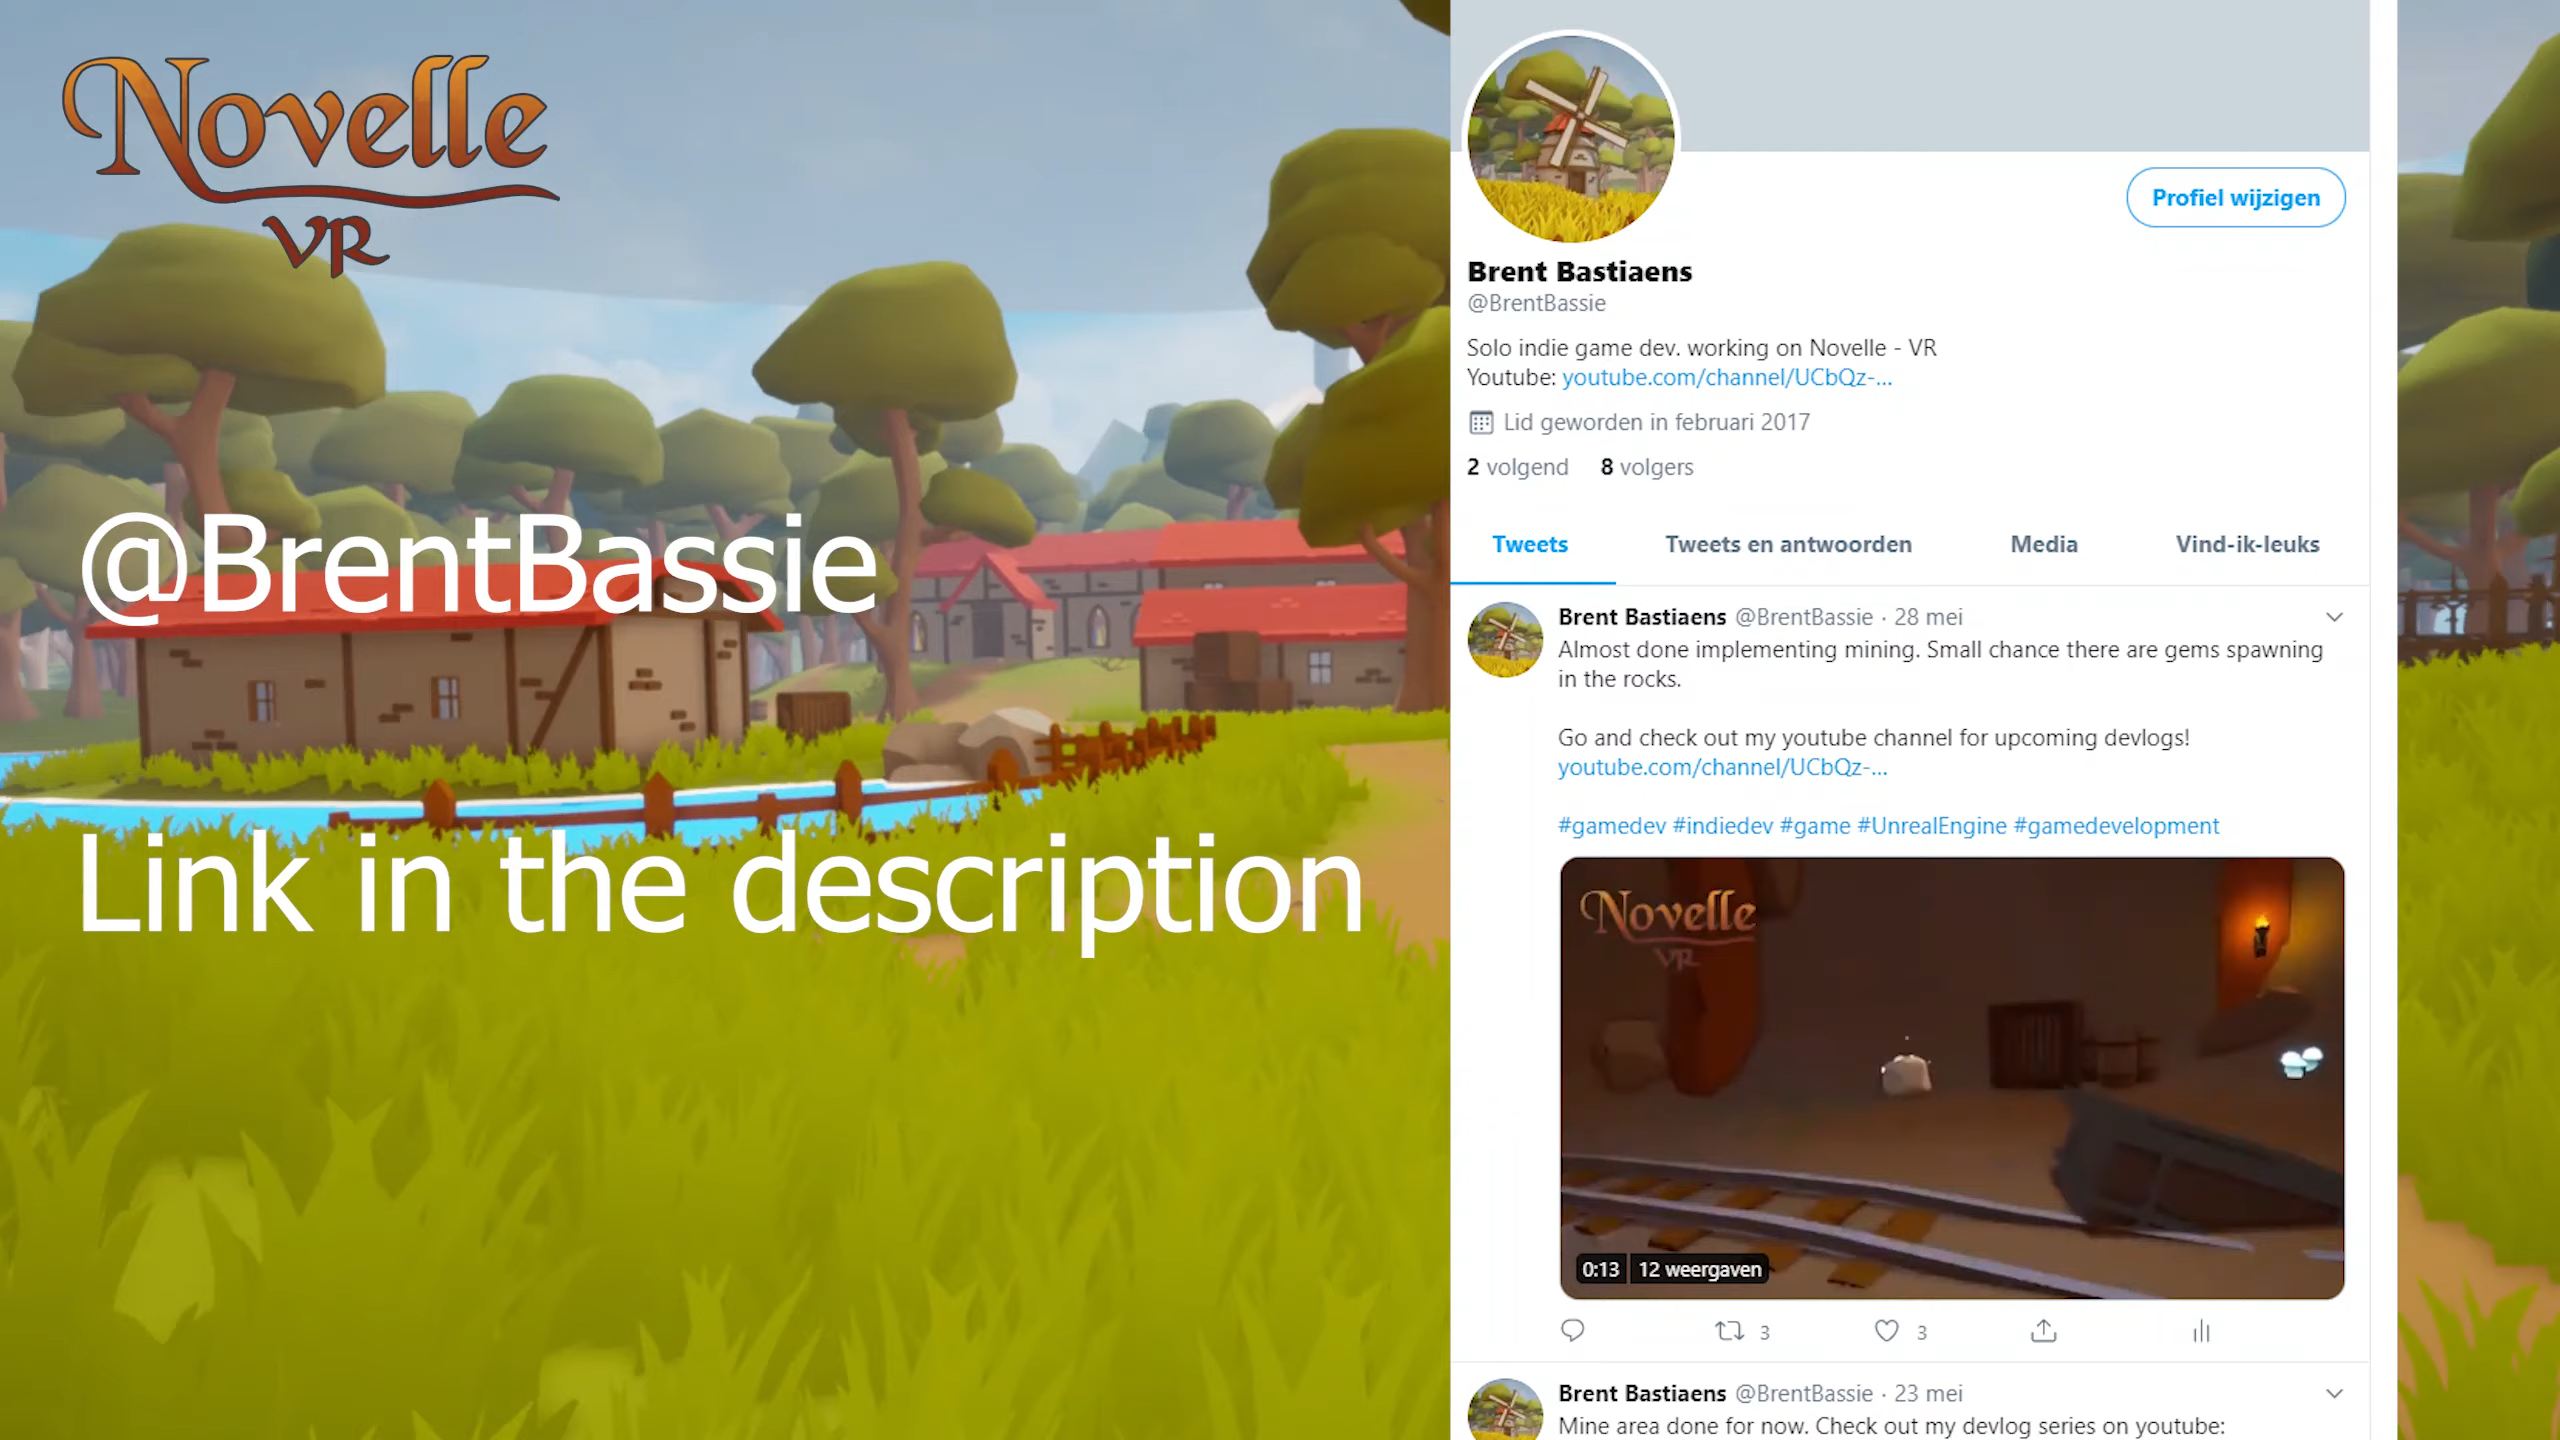 Novelle
VR
@BrentBassie
Link in the description
Profiel wijzigen
Brent Bastiaens
@BrentBassie
Solo indie game dev. working on Novelle - VR
Youtube: youtube.com/channel/UCbQz-...
Lid geworden in februari 2017
2 volgend 8 volgers
Tweets Tweets en antwoorden Media Vind-ik-leuks
Brent Bastiaens @BrentBassie · 28 mei
Almost done implementing mining. Small chance there are gems spawning
in the rocks.
Go and check out my youtube channel for upcoming devlogs!
youtube.com/channel/UCbQz-...
#gamedev #indiedev #game #UnrealEngine #gamedevelopment
Novelle
VR
0:13 12 weergaven
3 3
Brent Bastiaens @BrentBassie · 23 mei
Mine area done for now. Check out my devlog series on youtube: